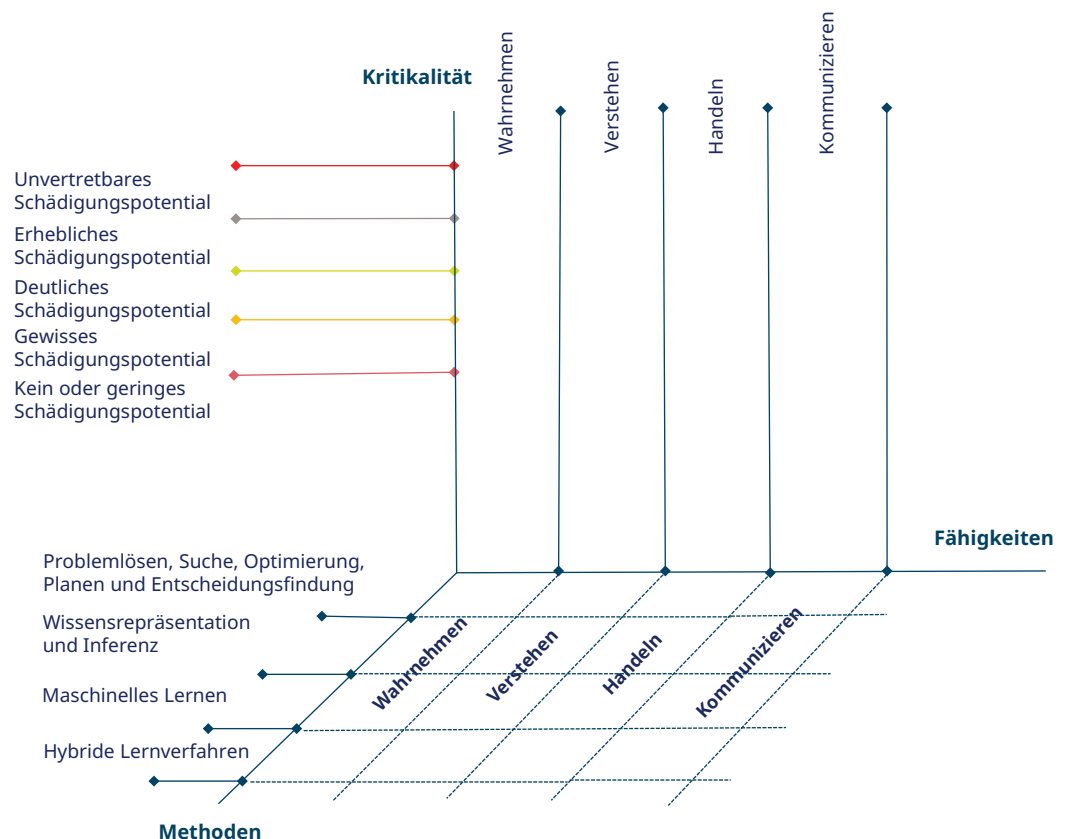 Kritikalität
Wahrnehmen
Verstehen
Handeln
Kommunizieren
Unvertretbares
Schädigungspotential
Erhebliches
Schädigungspotential
Deutliches
Schädigungspotential
Gewisses
Schädigungspotential
Kein oder geringes
Schädigungspotential
Fähigkeiten
Problemlösen, Suche, Optimierung,
Planen und Entscheidungsfindung
Wissensrepräsentation
und Inferenz
Maschinelles Lernen
Hybride Lernverfahren
Wahrnehmen
Verstehen
Handeln
Kommunizieren
Methoden